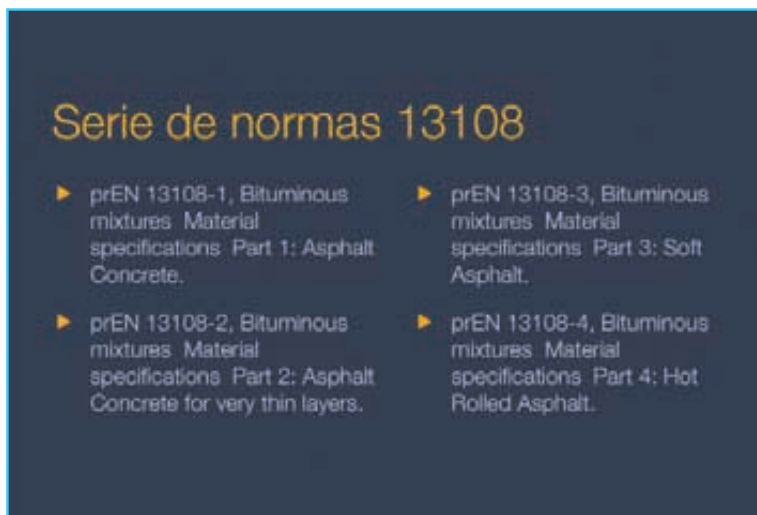 Serie de normas 13108
prEN 13108-1, Bituminous
mixtures Material
specifications Part 1: Asphalt
Concrete.
prEN 13108-2, Bituminous
mixtures Material
specifications Part 2: Asphalt
Concrete for very thin layers.
prEN 13108-3, Bituminous
mixtures Material
specifications Part 3: Soft
Asphalt.
prEN 13108-4, Bituminous
mixtures Material
specifications Part 4: Hot
Rolled Asphalt.